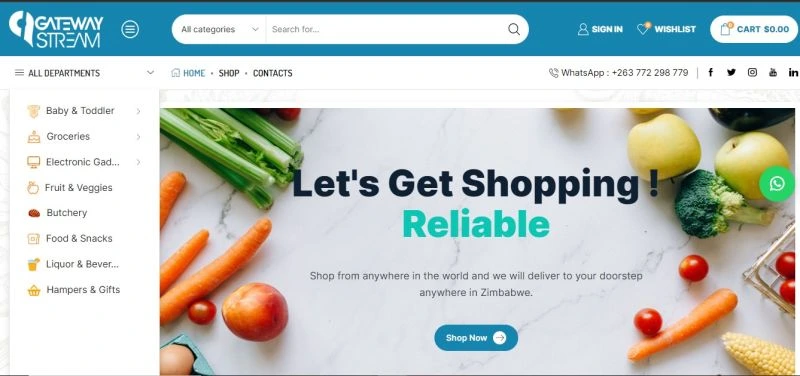 GATEWAY
STREAM
All categories
Search for...
SIGN IN
0
WISHLIST
0
CART $0.00
ALL DEPARTMENTS
HOME • SHOP • CONTACTS
WhatsApp : +263 772 298 779
Baby & Toddler
Groceries
Electronic Gad...
Fruit & Veggies
Butchery
Food & Snacks
Liquor & Bever...
Hampers & Gifts
Let's Get Shopping !
Reliable
Shop from anywhere in the world and we will deliver to your doorstep
anywhere in Zimbabwe.
Shop Now